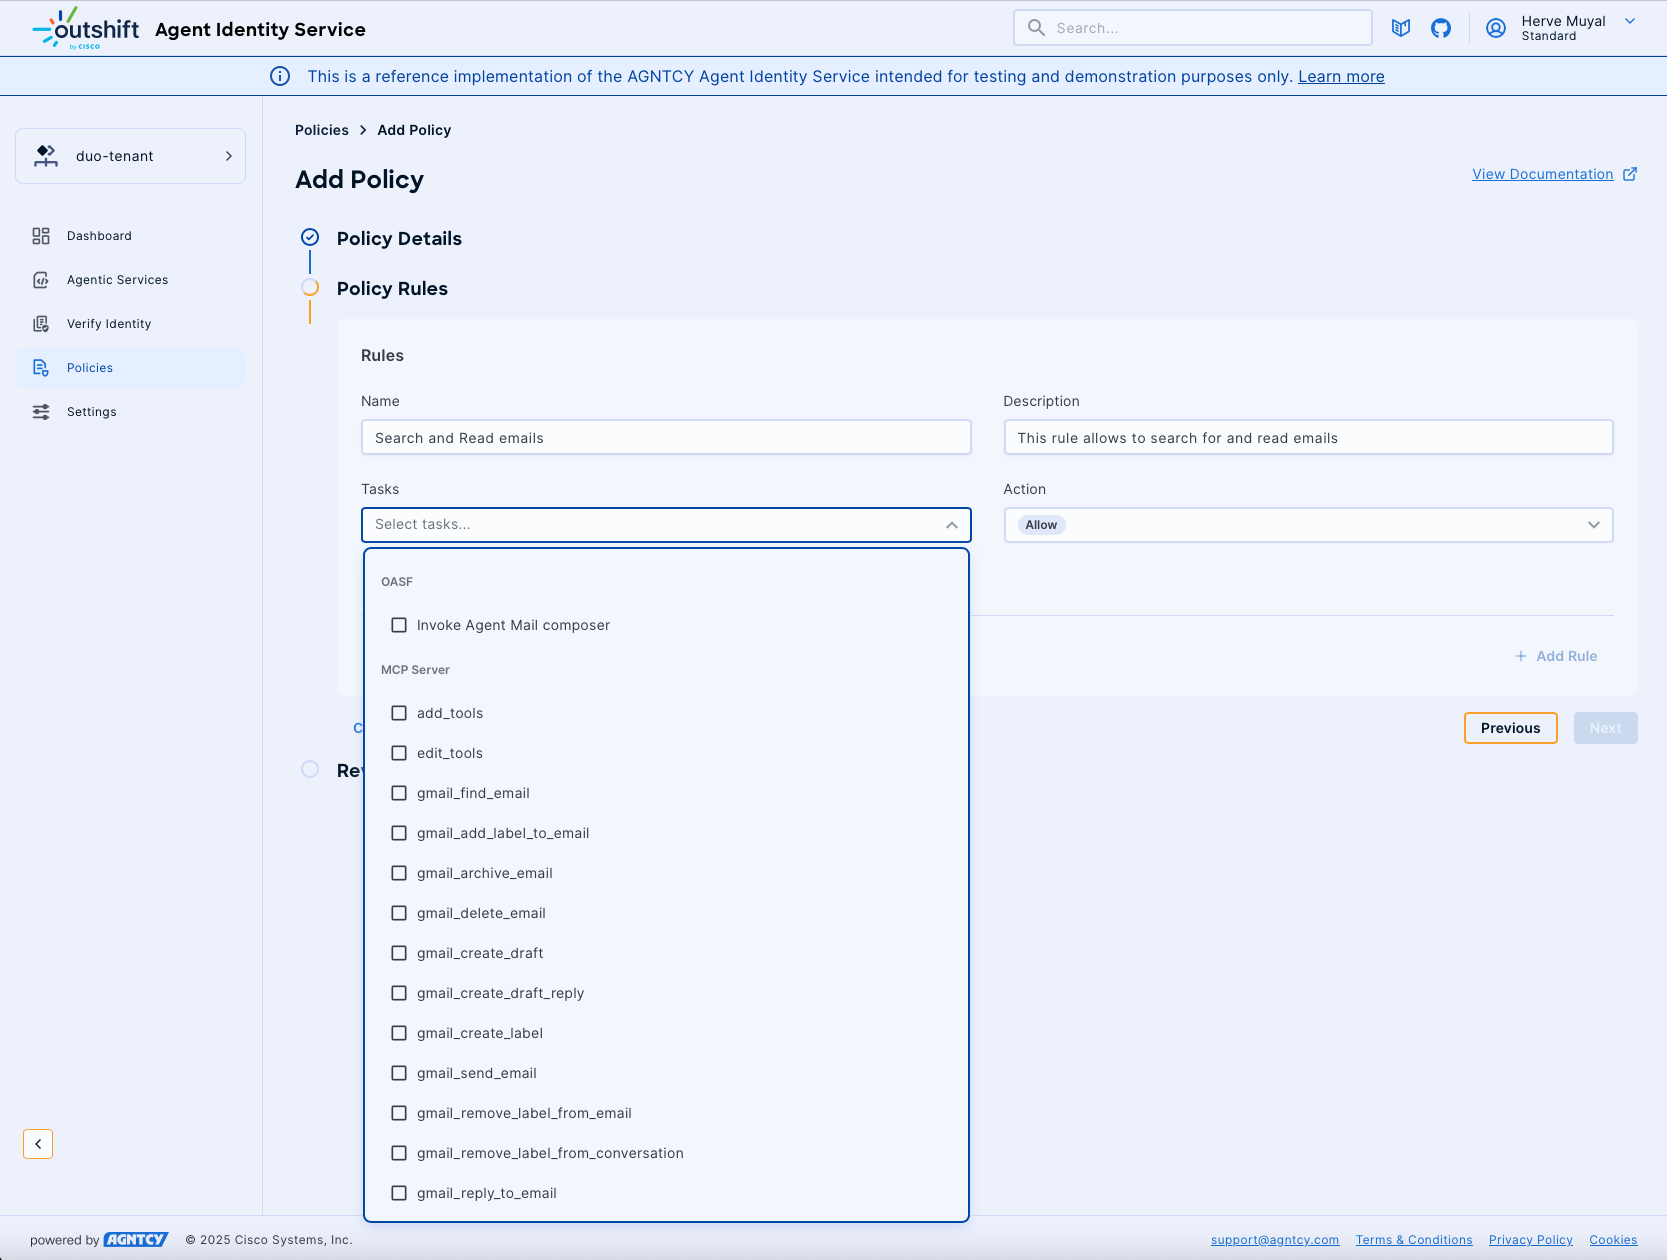 outshift
by CISCO
Agent Identity Service
Search...
Herve Muyal
Standard
This is a reference implementation of the AGNTCY Agent Identity Service intended for testing and demonstration purposes only. Learn more
duo-tenant
Dashboard
Agentic Services
Verify Identity
Policies
Settings
Policies > Add Policy
Add Policy
View Documentation
Policy Details
Policy Rules
Rules
Name
Description
Search and Read emails
This rule allows to search for and read emails
Tasks
Action
Select tasks...
Allow
OASF
Invoke Agent Mail composer
MCP Server
add_tools
edit_tools
gmail_find_email
gmail_add_label_to_email
gmail_archive_email
gmail_delete_email
gmail_create_draft
gmail_create_draft_reply
gmail_create_label
gmail_send_email
gmail_remove_label_from_email
gmail_remove_label_from_conversation
gmail_reply_to_email
+ Add Rule
Previous
Next
powered by AGNTCY
© 2025 Cisco Systems, Inc.
support@agntcy.com
Terms & Conditions
Privacy Policy
Cookies